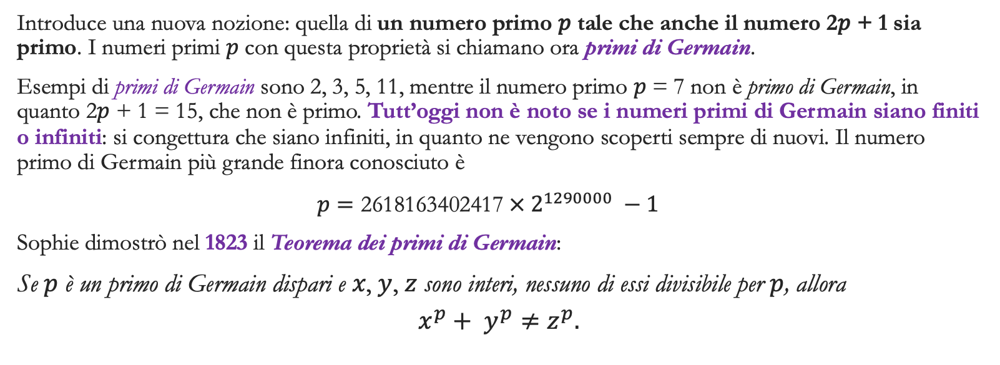 Introduce una nuova nozione: quella di un numero primo p tale che anche il numero 2p + 1 sia
primo. I numeri primi p con questa proprietà si chiamano ora primi di Germain.
Esempi di primi di Germain sono 2, 3, 5, 11, mentre il numero primo p = 7 non è primo di Germain, in
quanto 2p + 1 = 15, che non è primo. Tutt’oggi non è noto se i numeri primi di Germain siano finiti
o infiniti: si congettura che siano infiniti, in quanto ne vengono scoperti sempre di nuovi. Il numero
primo di Germain più grande finora conosciuto è
p = 2618163402417 × 2^1290000 − 1
Sophie dimostrò nel 1823 il Teorema dei primi di Germain:
Se p è un primo di Germain dispari e x, y, z sono interi, nessuno di essi divisibile per p, allora
x^p + y^p ≠ z^p.